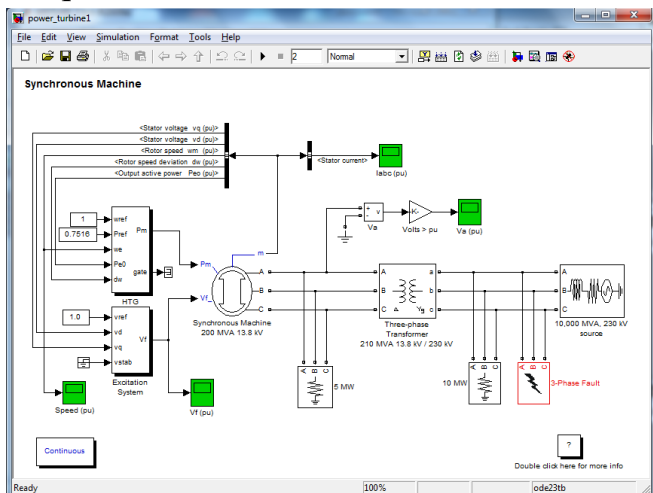 power_turbine1
File Edit View Simulation Format Tools Help
2 Normal
Synchronous Machine
<Stator voltage vq (pu)>
<Stator voltage vd (pu)>
<Rotor speed wm (pu)>
<Rotor speed deviation dw (pu)>
<Output active power Peo (pu)>
<Stator current>
Iabc (pu)
1
0.7516
wref
Pref
we
Pe0
dw
Pm
gate
HTG
+
-
v
Va
-K-
Volts > pu
Va (pu)
m
Pm
Vf_
A
B
C
Synchronous Machine
200 MVA 13.8 kV
A
B
C
a
b
c
Δ
Yg
Three-phase
Transformer
210 MVA 13.8 kV / 230 kV
A
B
C
10,000 MVA, 230 kV
source
1.0
vref
vd
vq
vstab
Vf
Excitation
System
A B C
5 MW
A B C
10 MW
A B C
3-Phase Fault
Speed (pu)
Vf (pu)
Continuous
?
Double click here for more info
Ready 100% ode23tb